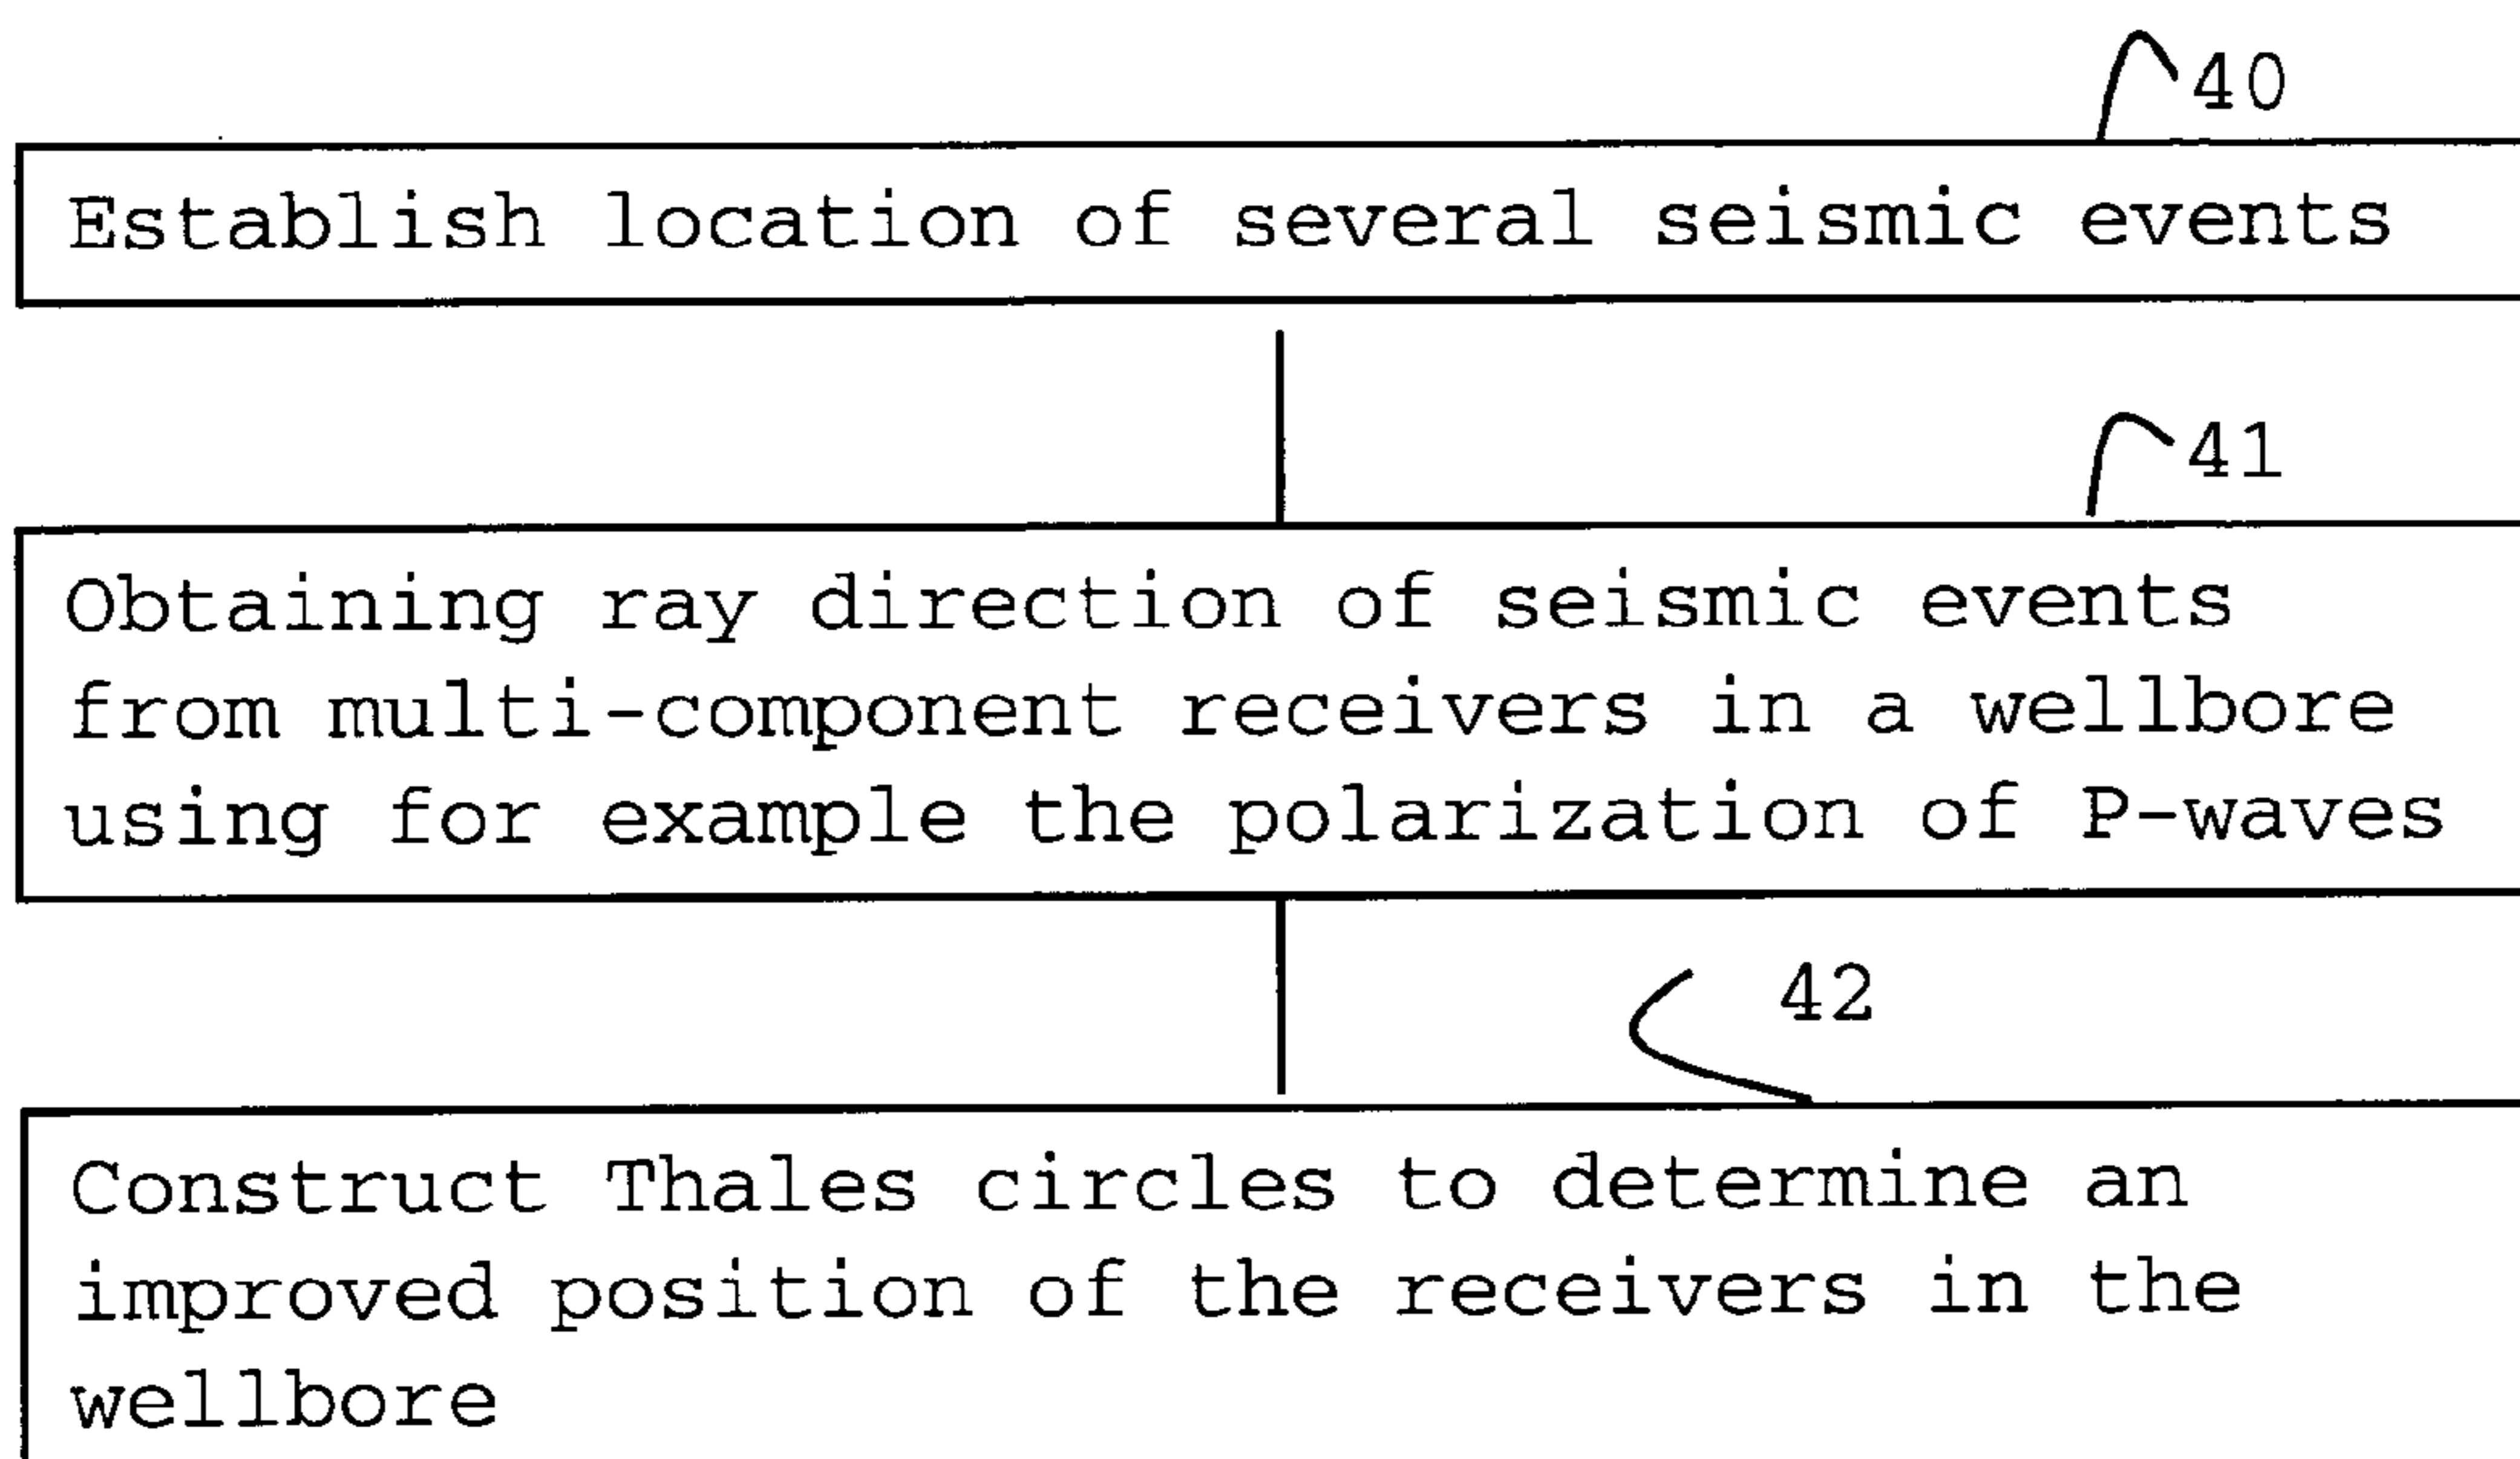 40
Establish location of several seismic events
41
Obtaining ray direction of seismic events
from multi-component receivers in a wellbore
using for example the polarization of P-waves
42
Construct Thales circles to determine an
improved position of the receivers in the
wellbore